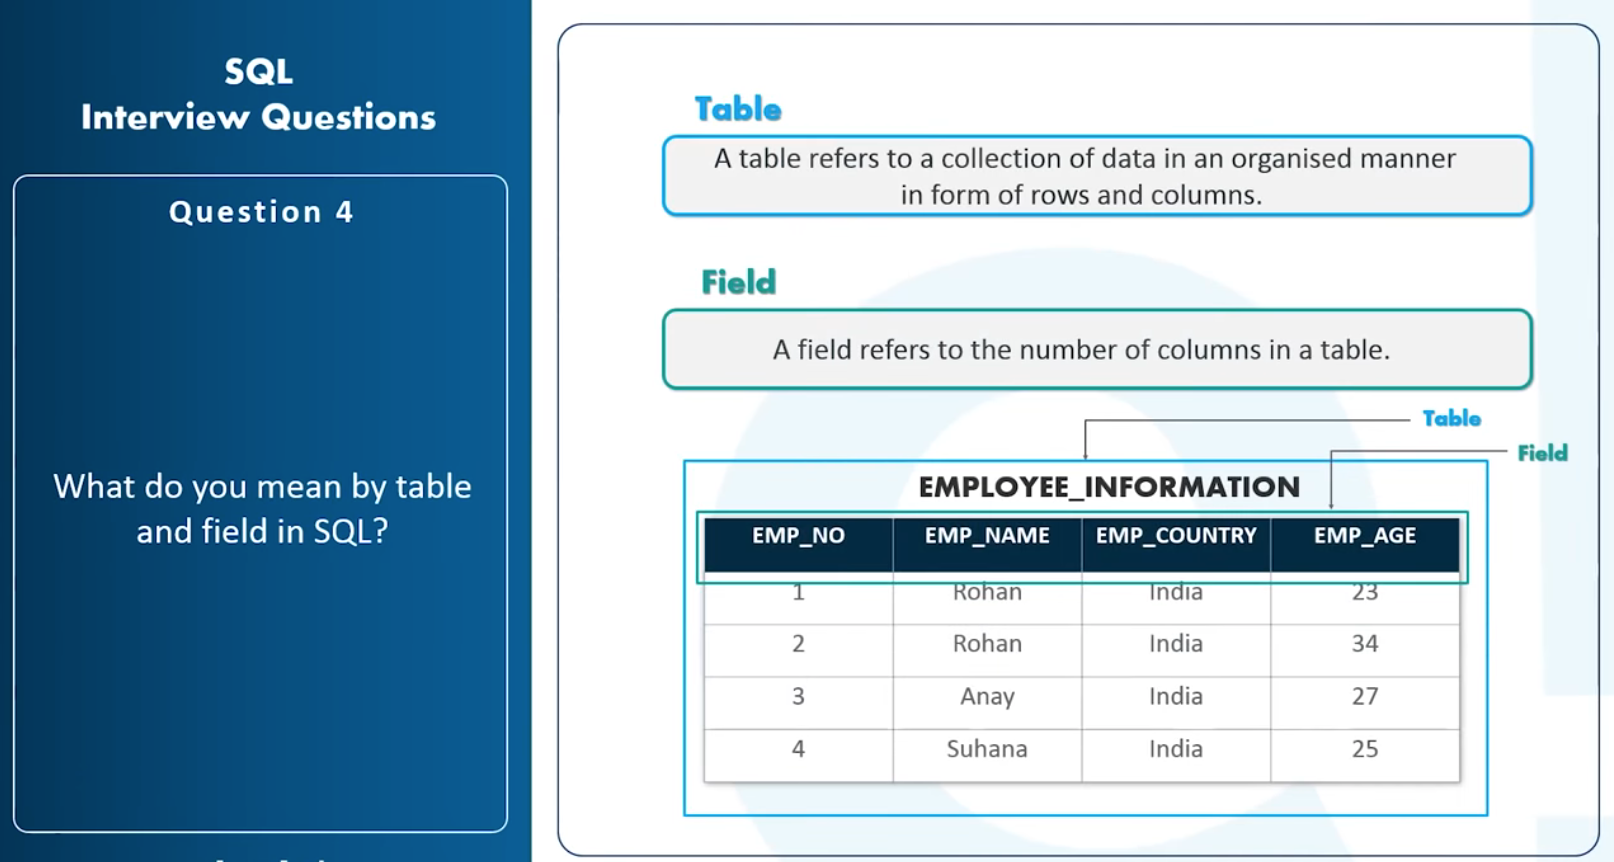 SQL
Interview Questions
Question 4
What do you mean by table
and field in SQL?
Table
A table refers to a collection of data in an organised manner
in form of rows and columns.
Field
A field refers to the number of columns in a table.
Table
Field
EMPLOYEE_INFORMATION
EMP_NO EMP_NAME EMP_COUNTRY EMP_AGE
1 Rohan India 23
2 Rohan India 34
3 Anay India 27
4 Suhana India 25